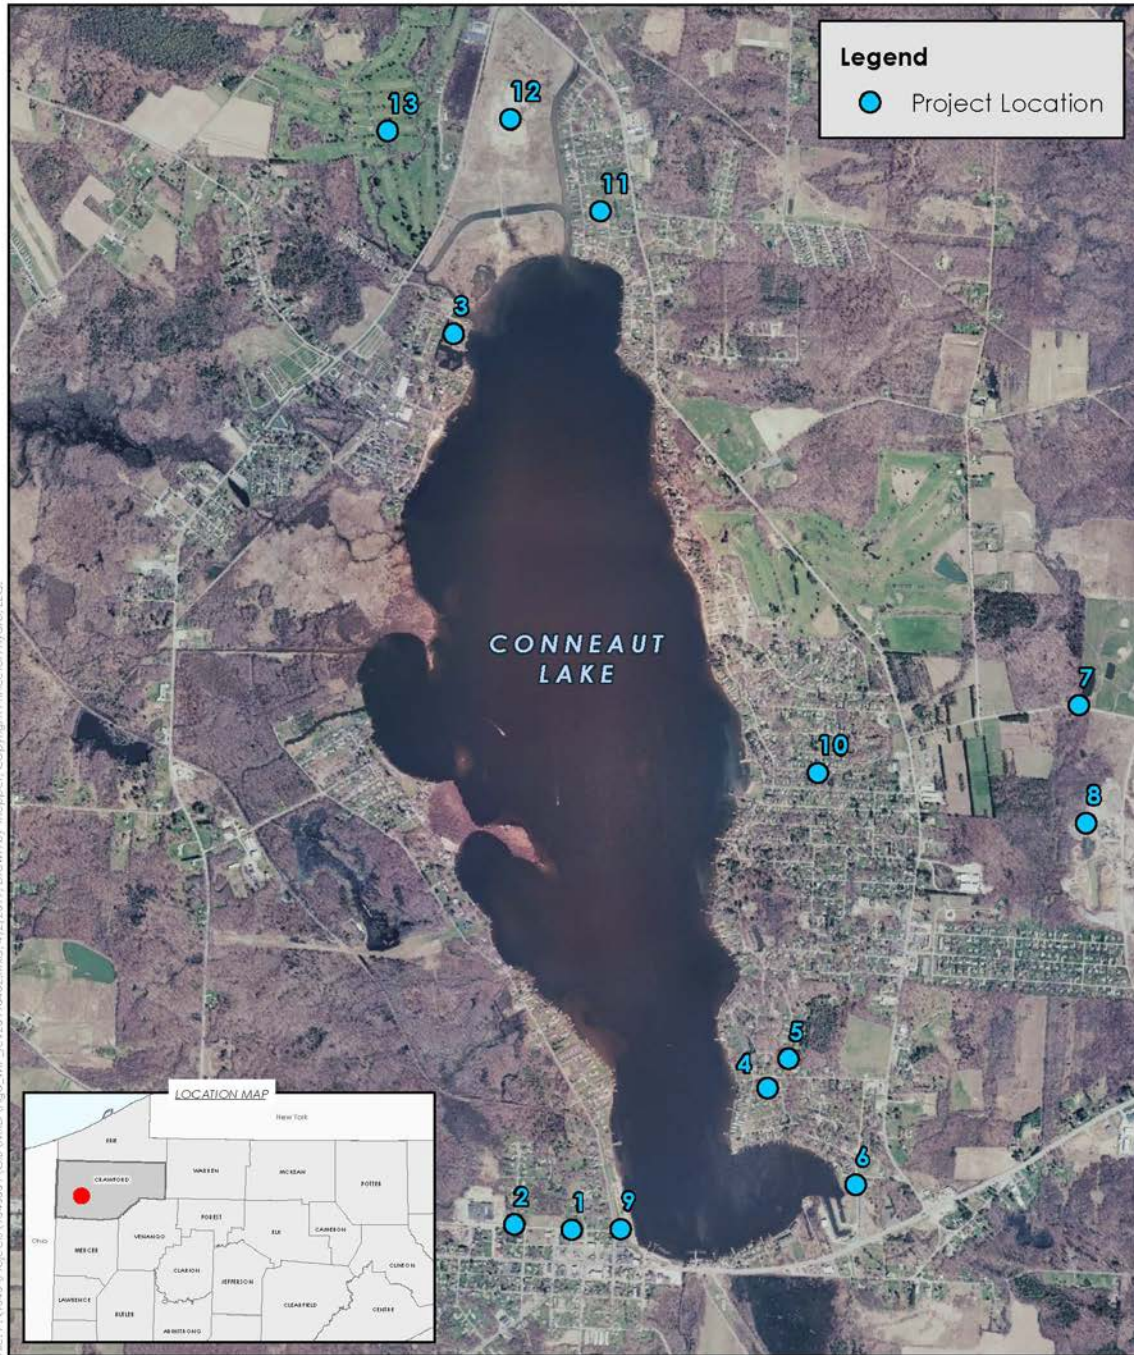 Legend
Project Location
13
12
11
3
CONNEAUT
LAKE
7
10
8
5
4
6
2
1
9
LOCATION MAP
New York
ERIE
CRAWFORD
WARREN
MCKEAN
POTTER
Ohio
MERCER
VENANGO
FOREST
ELK
CAMERON
CLINTON
CLARION
JEFFERSON
LAWRENCE
BUTLER
CLEARFIELD
CENTRE
ARMSTRONG